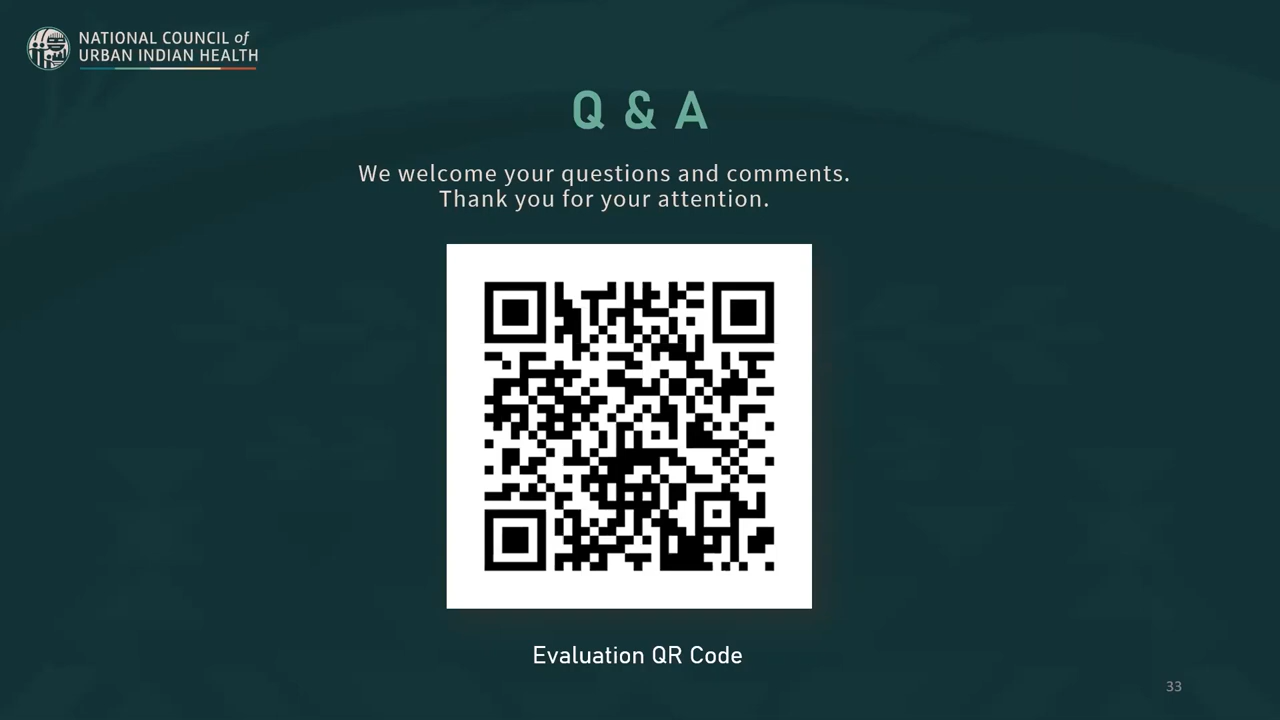 NATIONAL COUNCIL of
URBAN INDIAN HEALTH
Q & A
We welcome your questions and comments.
Thank you for your attention.
Evaluation QR Code
33